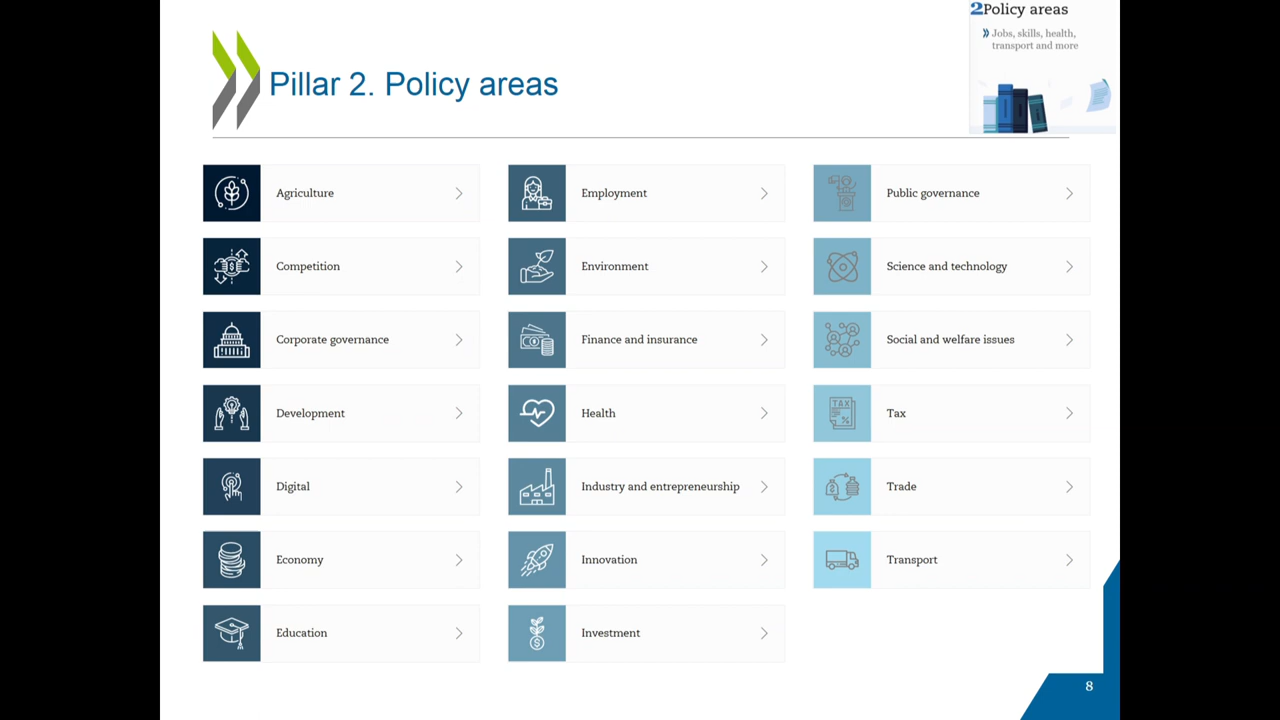 2Policy areas
Jobs, skills, health,
transport and more
Pillar 2. Policy areas
Agriculture
Competition
Corporate governance
Development
Digital
Economy
Education
Employment
Environment
Finance and insurance
Health
Industry and entrepreneurship
Innovation
Investment
Public governance
Science and technology
Social and welfare issues
TAX
Tax
Trade
Transport
8